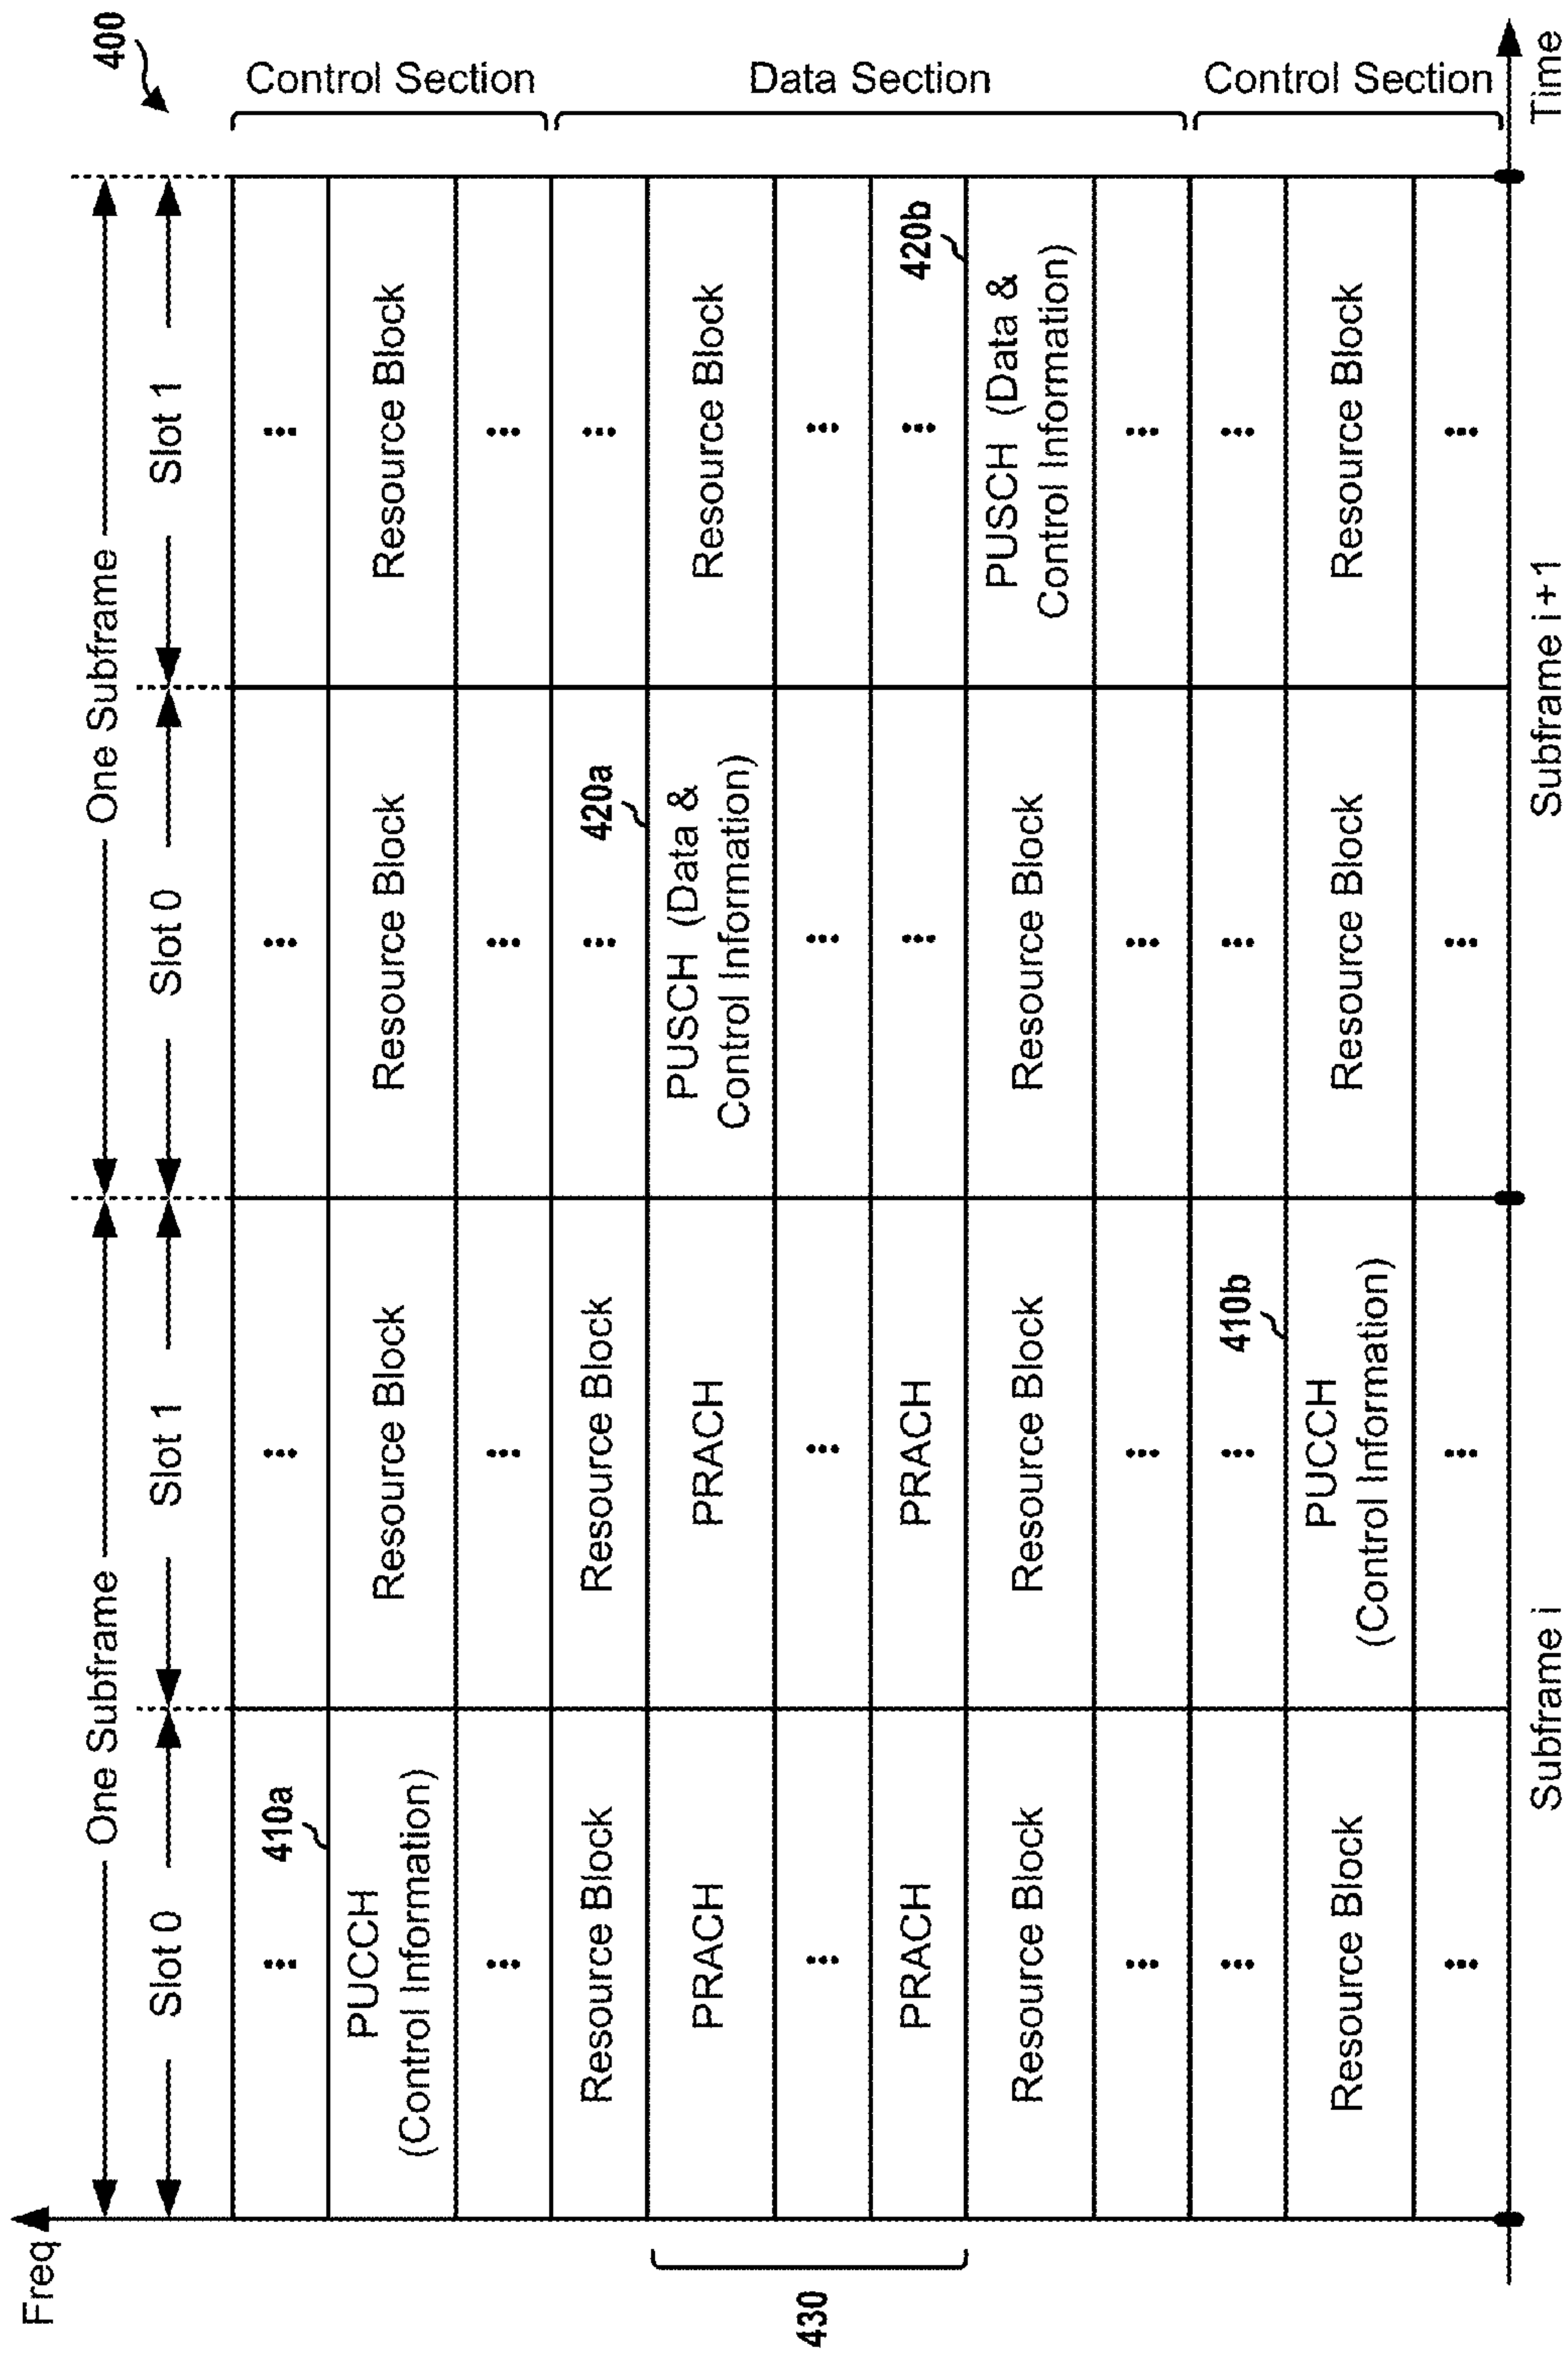 400
One Subframe
One Subframe
Slot 0
Slot 1
Slot 0
Slot 1
Freq
⋮
⋮
⋮
⋮
410a
PUCCH
(Control Information)
Resource Block
Resource Block
Resource Block
Control Section
⋮
⋮
⋮
⋮
Resource Block
Resource Block
⋮
⋮
420a
PRACH
PRACH
PUSCH (Data &
Control Information)
Resource Block
430
⋮
⋮
⋮
⋮
Data Section
PRACH
PRACH
⋮
⋮
420b
Resource Block
Resource Block
Resource Block
PUSCH (Data &
Control Information)
⋮
⋮
⋮
⋮
⋮
⋮
⋮
⋮
410b
Resource Block
PUCCH
(Control Information)
Resource Block
Resource Block
Control Section
⋮
⋮
⋮
⋮
Subframe i
Subframe i+1
Time